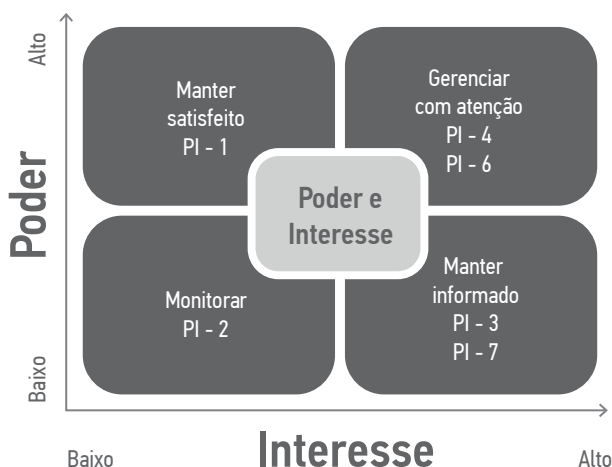 Alto
Poder
Baixo
Manter
satisfeito
PI - 1
Gerenciar
com atenção
PI - 4
PI - 6
Poder e
Interesse
Monitorar
PI - 2
Manter
informado
PI - 3
PI - 7
Baixo
Interesse
Alto